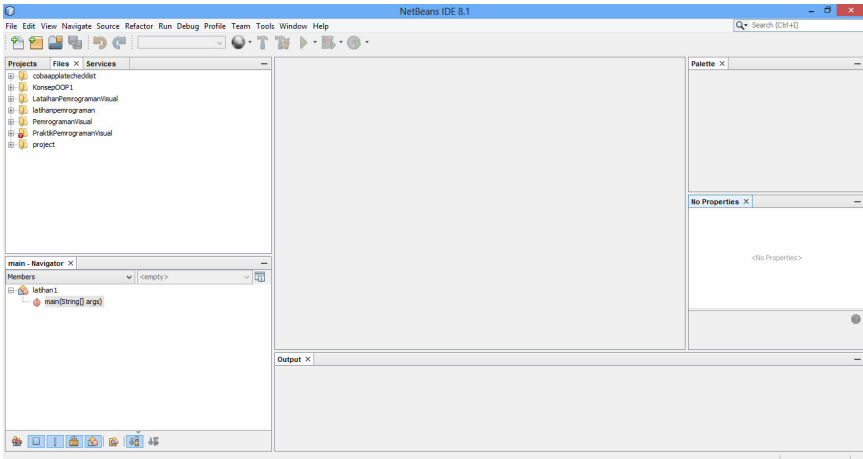 NetBeans IDE 8.1
File Edit View Navigate Source Refactor Run Debug Profile Team Tools Window Help
Search (Ctrl+I)
Projects Files Services
cobaapplatechecklist
KonsepOOP1
LataihanPemrogramanVisual
latihanpemrograman
PemrogramanVisual
PraktikPemrogramanVisual
project
Palette
No Properties
<No Properties>
main - Navigator
Members <empty>
latihan1
main(String[] args)
Output